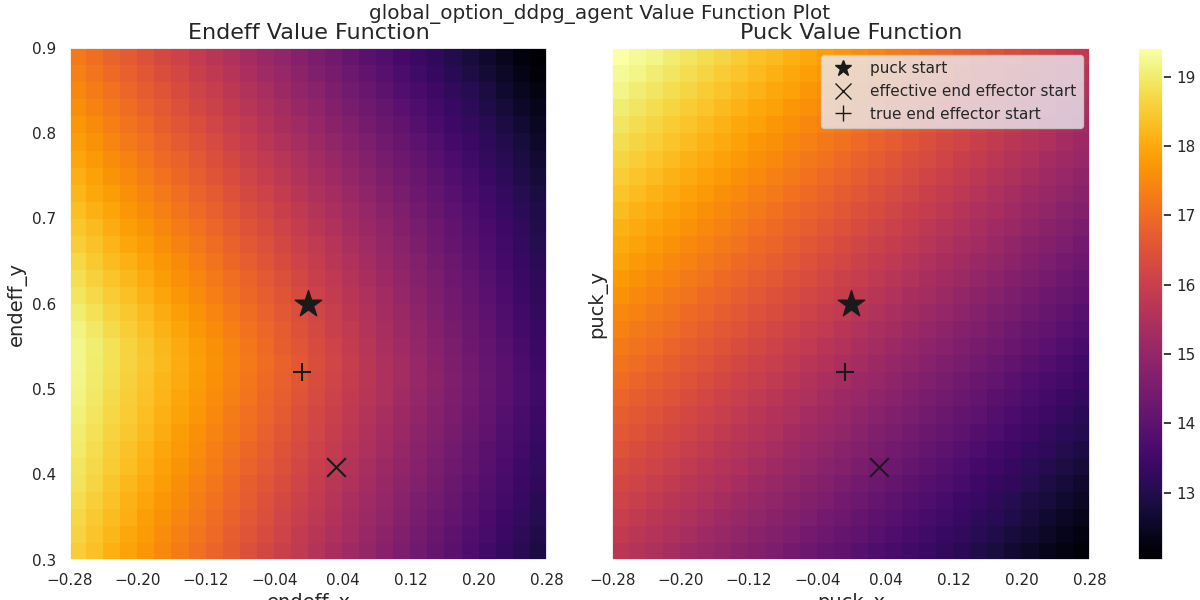 global_option_ddpg_agent Value Function Plot
Endeff Value Function
Puck Value Function
puck start
effective end effector start
true end effector start
0.9
0.8
0.7
0.6
0.5
0.4
0.3
endeff_y
−0.28 −0.20 −0.12 −0.04 0.04 0.12 0.20 0.28
endeff_x
puck_y
−0.28 −0.20 −0.12 −0.04 0.04 0.12 0.20 0.28
puck_x
19
18
17
16
15
14
13